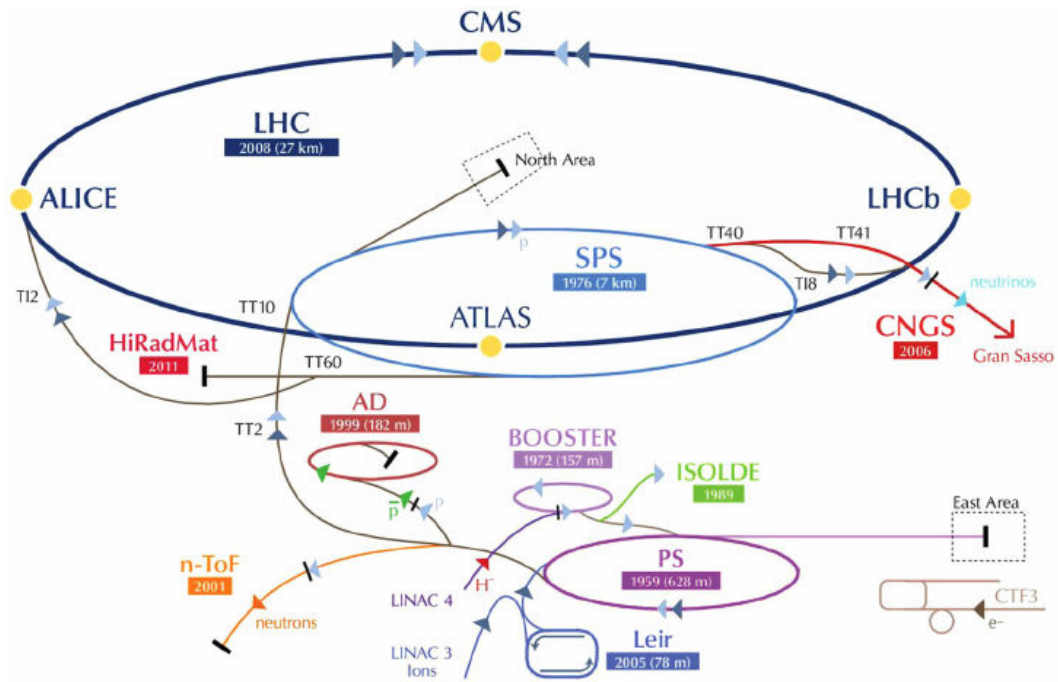 CMS
LHC
2008 (27 km)
North Area
ALICE
LHCb
TT40
TT41
p
SPS
1976 (7 km)
TI8
neutrinos
TI2
TT10
ATLAS
CNGS
2006
Gran Sasso
HiRadMat
2011
TT60
AD
1999 (182 m)
TT2
BOOSTER
1972 (157 m)
ISOLDE
1989
p̅
p
East Area
n-ToF
2001
PS
1959 (628 m)
H⁻
LINAC 4
CTF3
neutrons
e–
LINAC 3
Ions
Leir
2005 (78 m)